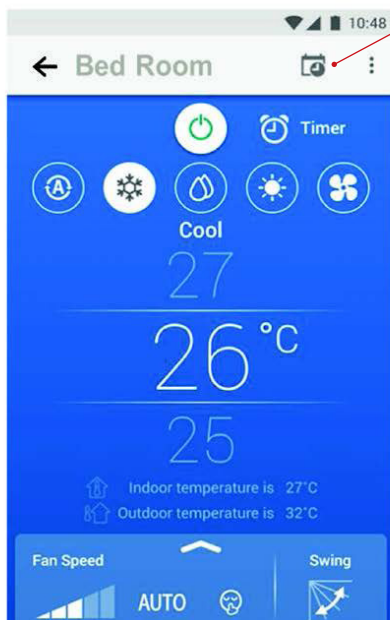 10:48
Bed Room
Timer
A
Cool
27
26 °C
25
Indoor temperature is 27°C
Outdoor temperature is 32°C
Fan Speed
Swing
AUTO